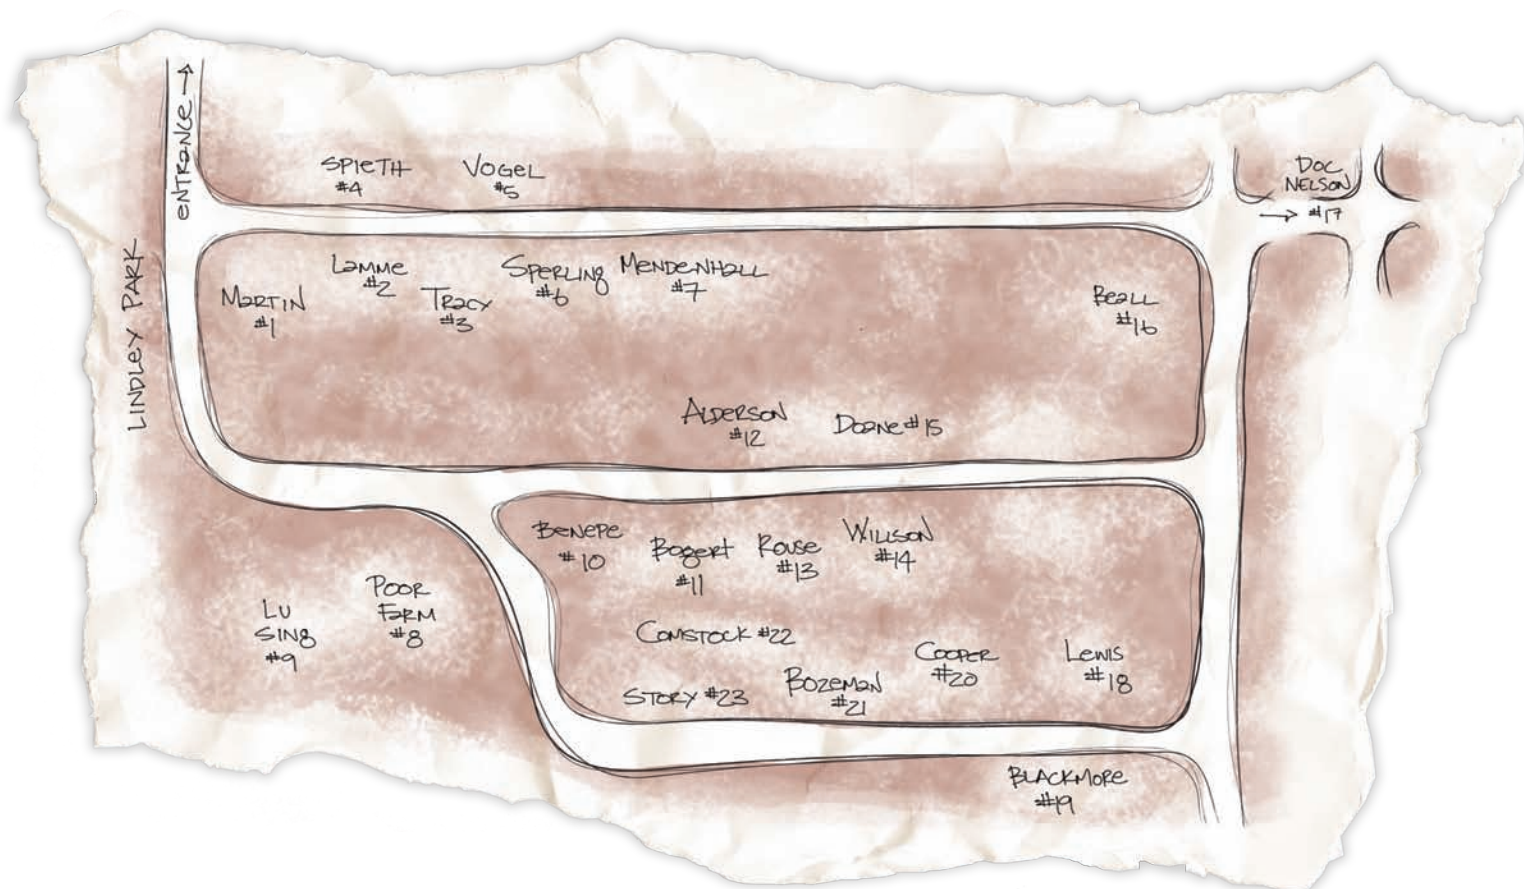 ENTRANCE →
LINDLEY PARK
SPIETH
#4
VOGEL
#5
DOC
NELSON
→ #17
MARTIN
#1
LAMME
#2
TRACY
#3
SPERLING
#6
MENDENHALL
#7
BEALL
#16
ALDERSON
#12
DOANE #15
BENEPE
#10
BOGERT
#11
ROUSE
#13
WILLSON
#14
LU
SING
#9
POOR
FARM
#8
COMSTOCK #22
STORY #23
BOZEMAN
#21
COOPER
#20
LEWIS
#18
BLACKMORE
#19